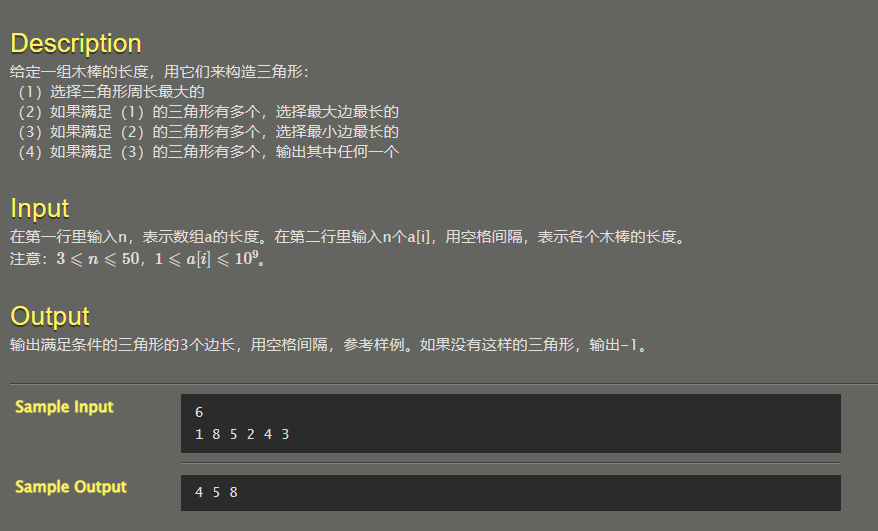 Description
给定一组木棒的长度，用它们来构造三角形：
（1）选择三角形周长最大的
（2）如果满足（1）的三角形有多个，选择最大边最长的
（3）如果满足（2）的三角形有多个，选择最小边最长的
（4）如果满足（3）的三角形有多个，输出其中任何一个
Input
在第一行里输入n，表示数组a的长度。在第二行里输入n个a[i]，用空格间隔，表示各个木棒的长度。
注意：3 ⩽ n ⩽ 50，1 ⩽ a[i] ⩽ 10⁹。
Output
输出满足条件的三角形的3个边长，用空格间隔，参考样例。如果没有这样的三角形，输出-1。
Sample Input
6
1 8 5 2 4 3
Sample Output
4 5 8